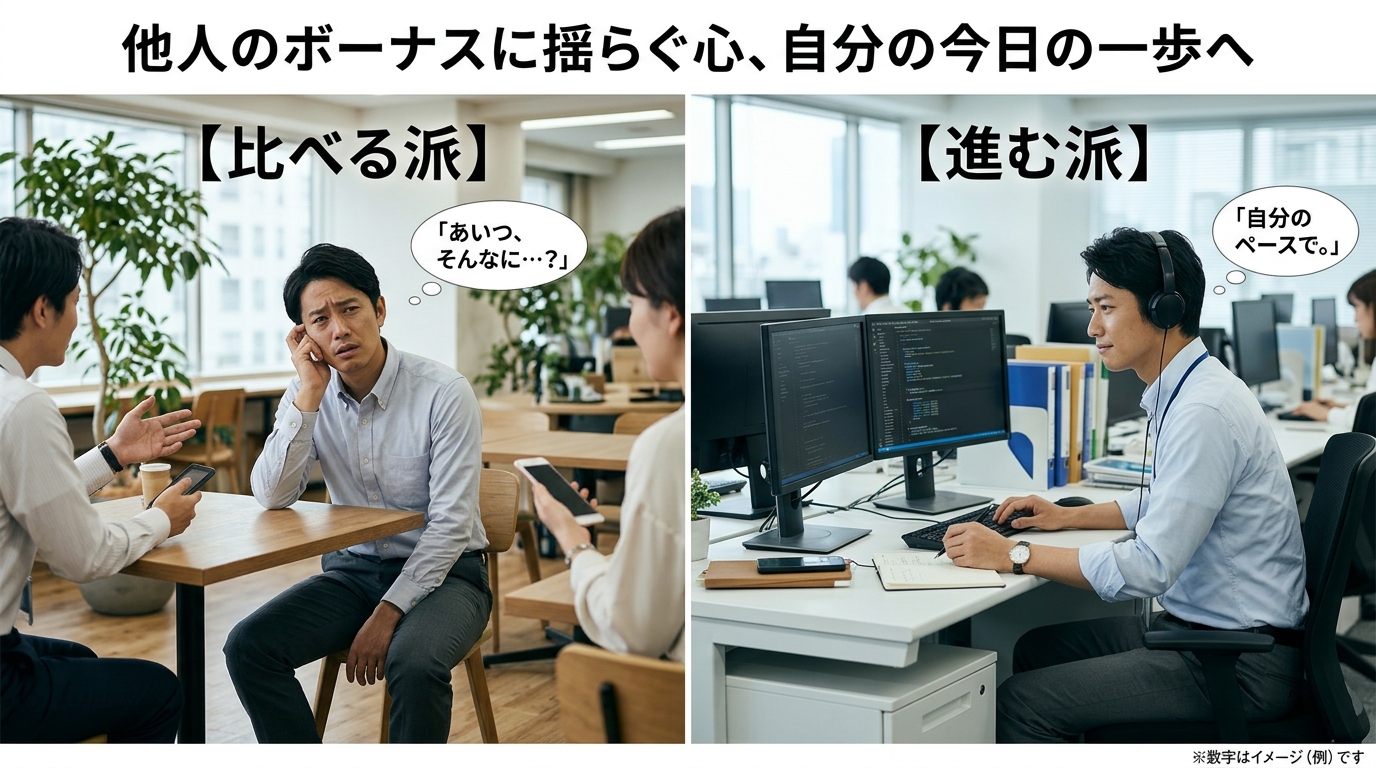 他人のボーナスに揺らぐ心、自分の今日の一歩へ
【比べる派】
「あいつ、
そんなに…?」
【進む派】
「自分の
ペースで。」
※数字はイメージ(例)です